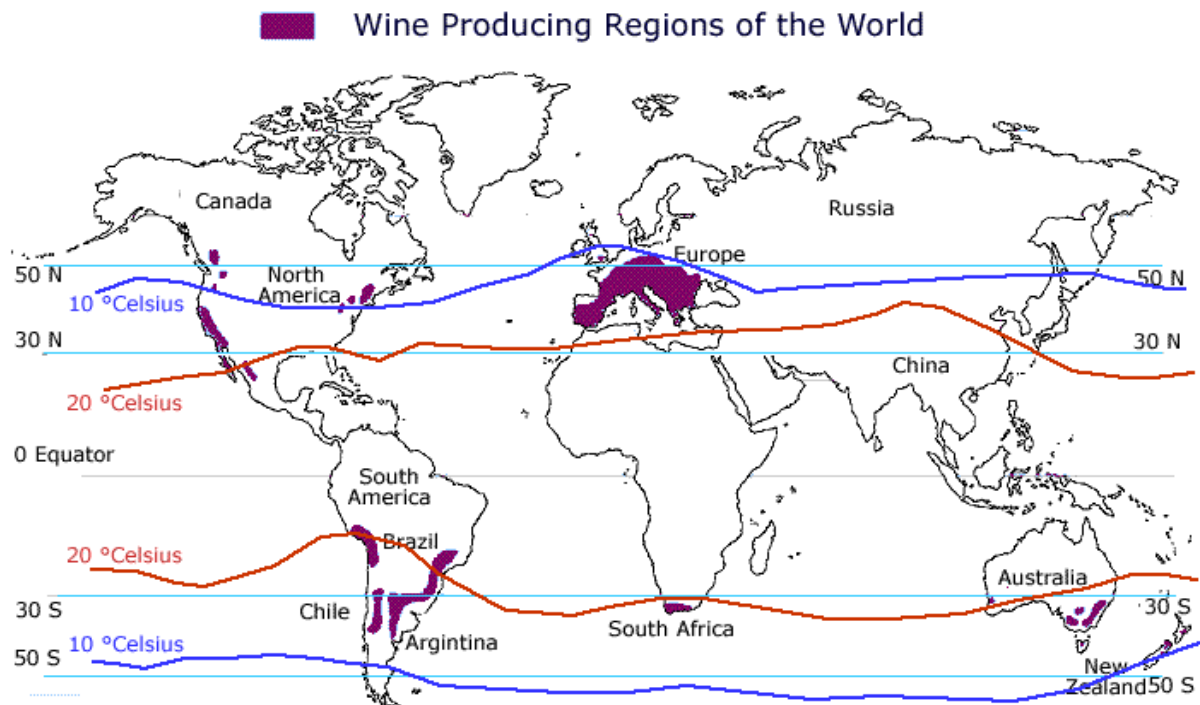 Wine Producing Regions of the World
Canada
Russia
Europe
50 N
North
America
50 N
10 °Celsius
30 N
30 N
China
20 °Celsius
0 Equator
South
America
Brazil
20 °Celsius
Australia
30 S
Chile
30 S
South Africa
10 °Celsius
Argintina
50 S
New
Zealand
50 S